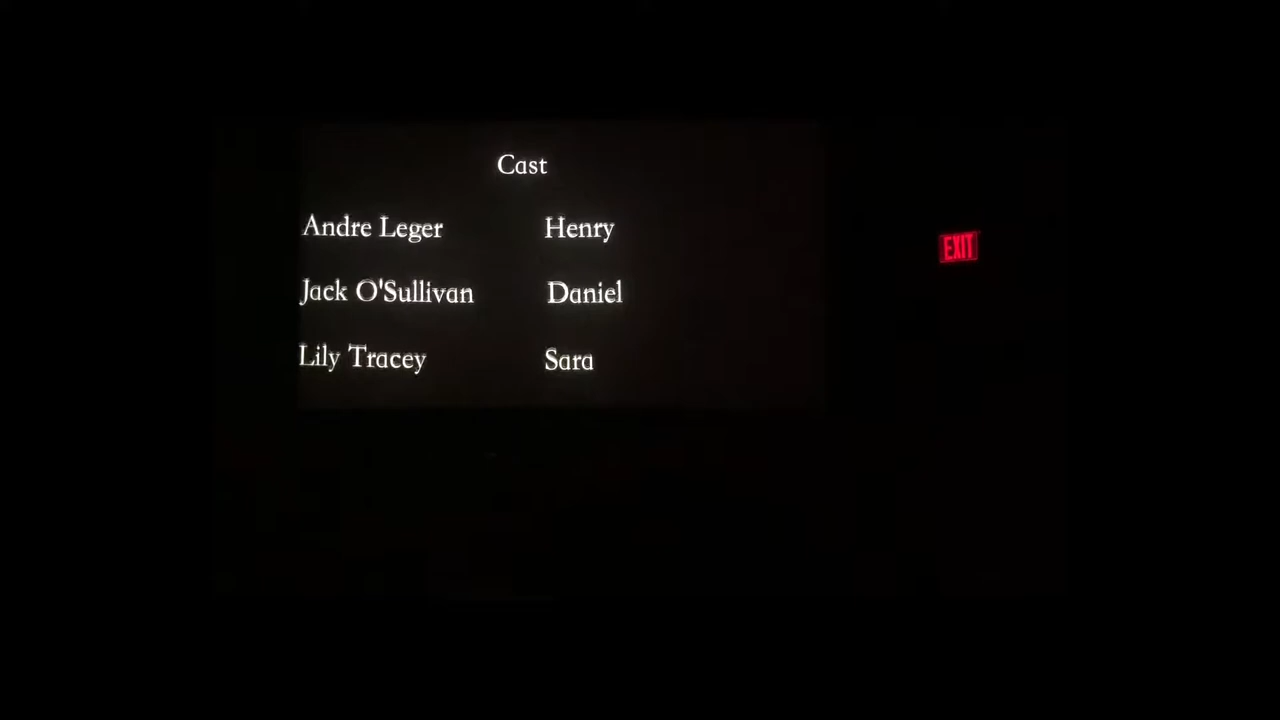 Cast
Andre Leger Henry
EXIT
Jack O'Sullivan Daniel
Lily Tracey Sara